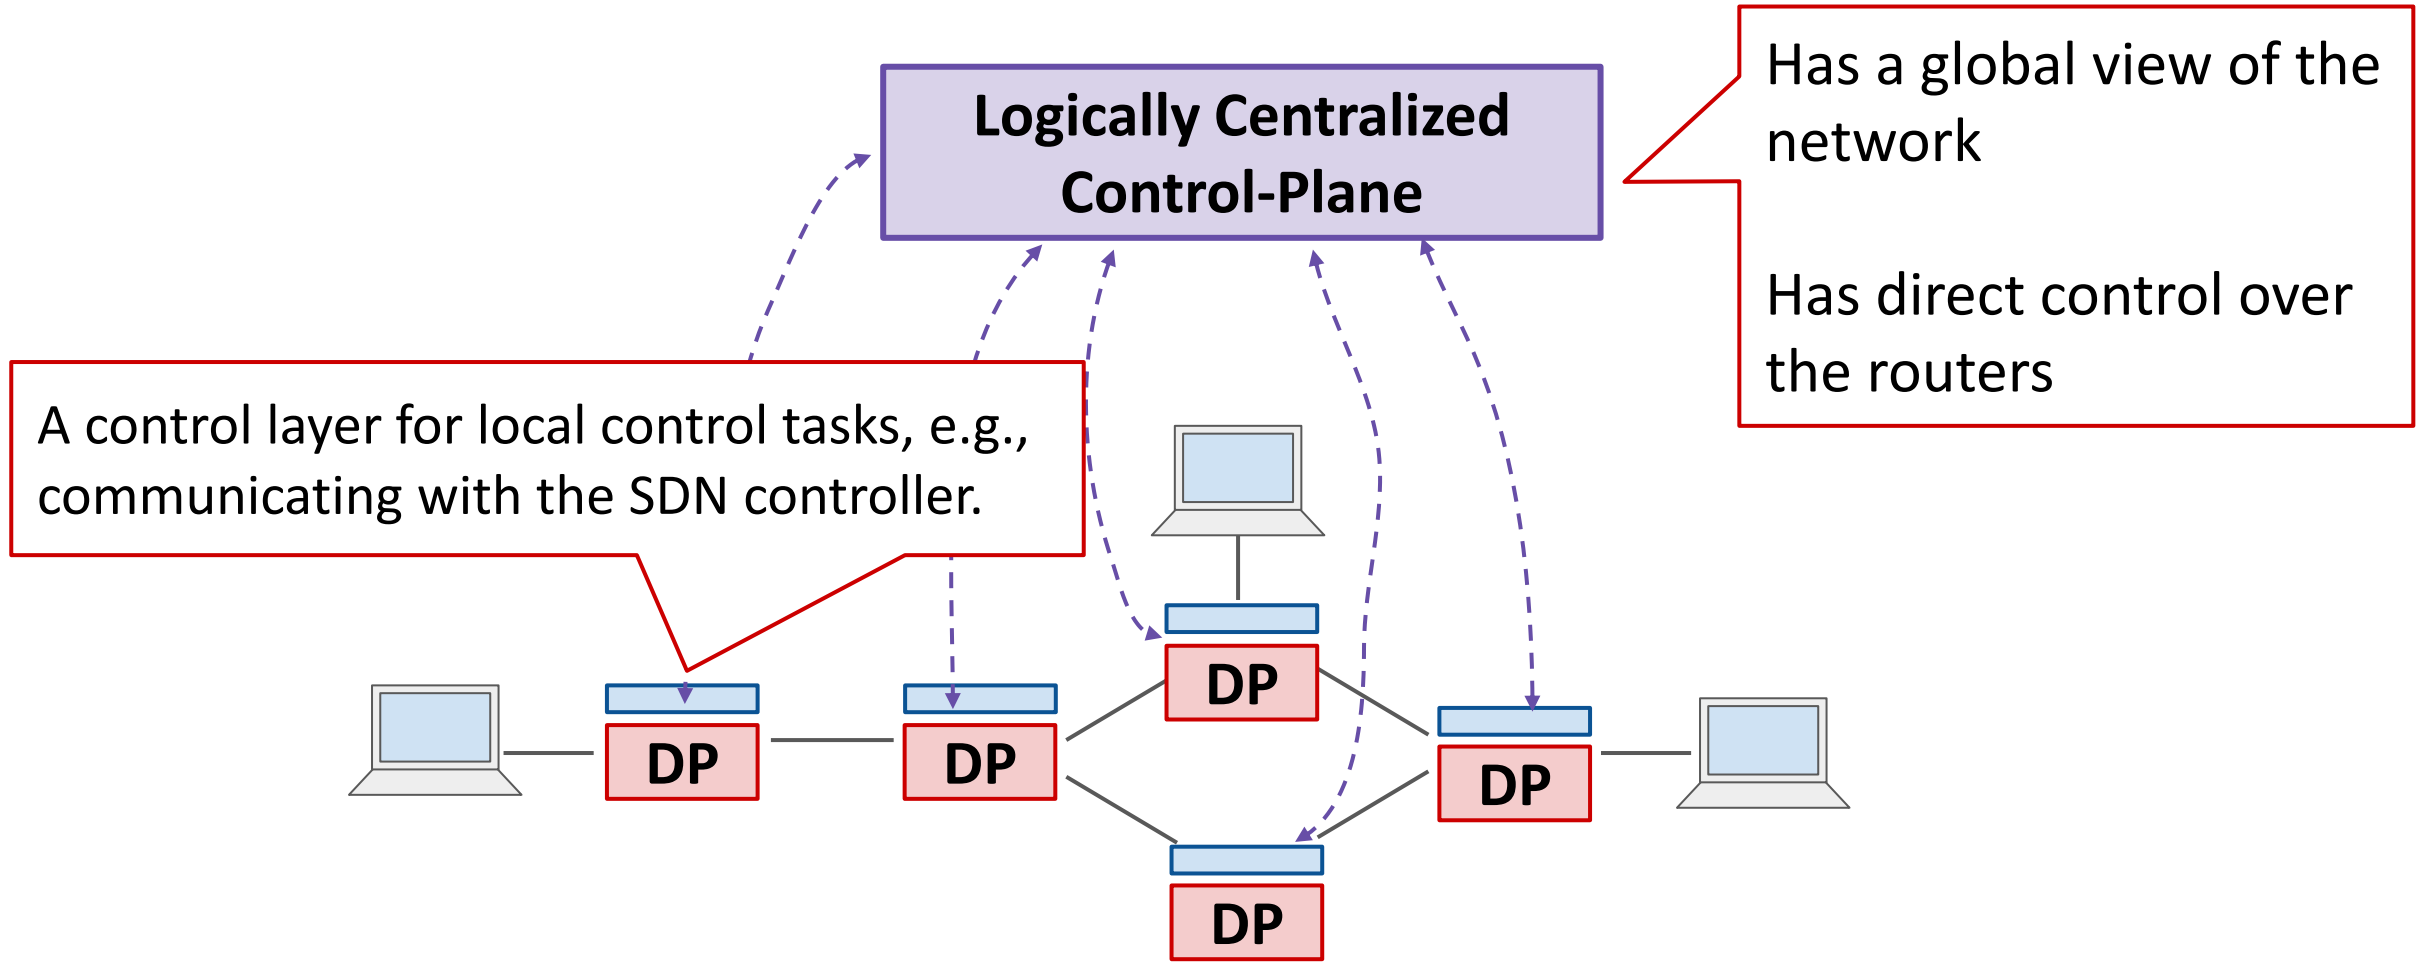 Logically Centralized
Control-Plane
Has a global view of the
network
Has direct control over
the routers
A control layer for local control tasks, e.g.,
communicating with the SDN controller.
DP
DP
DP
DP
DP